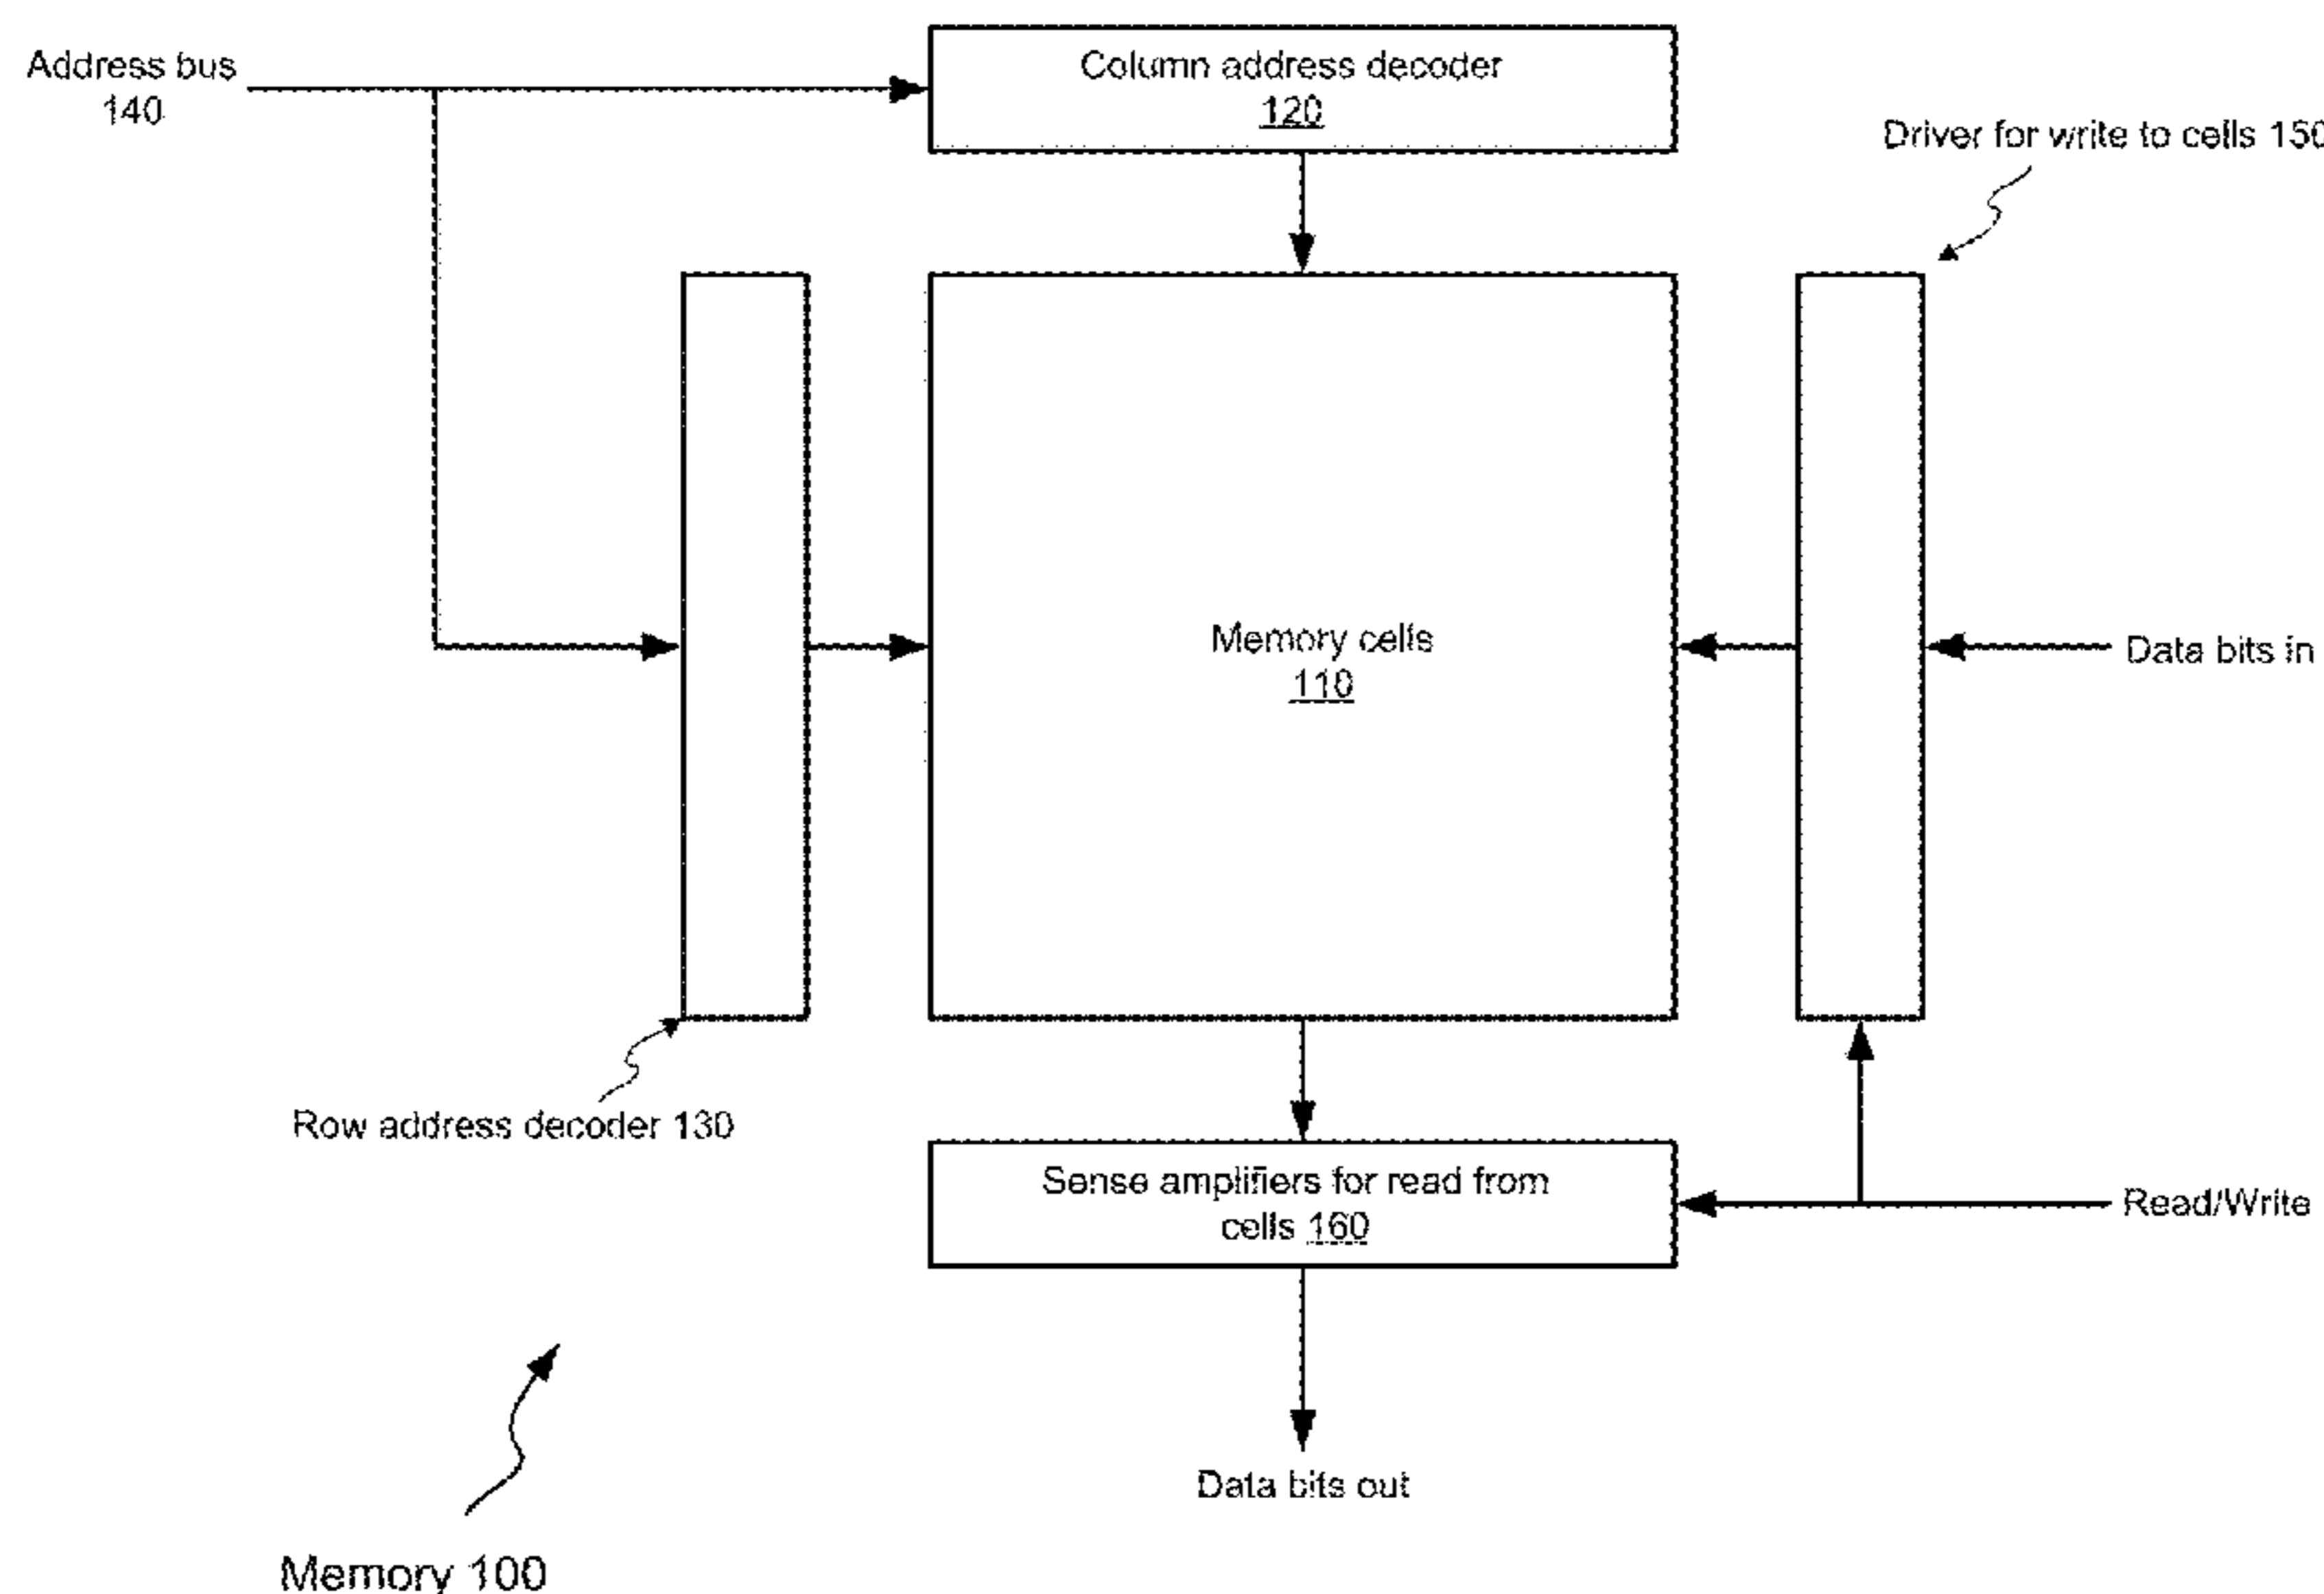 Address bus
140
Column address decoder
120
Driver for write to cells 150
Memory cells
110
Data bits in
Row address decoder 130
Sense amplifiers for read from
cells 160
Read/Write
Data bits out
Memory 100